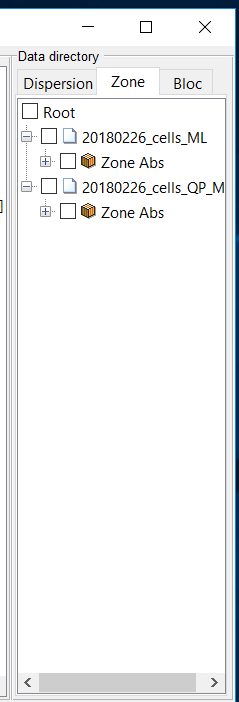 Data directory
Dispersion Zone Bloc
Root
20180226_cells_ML
Zone Abs
20180226_cells_QP_M
Zone Abs